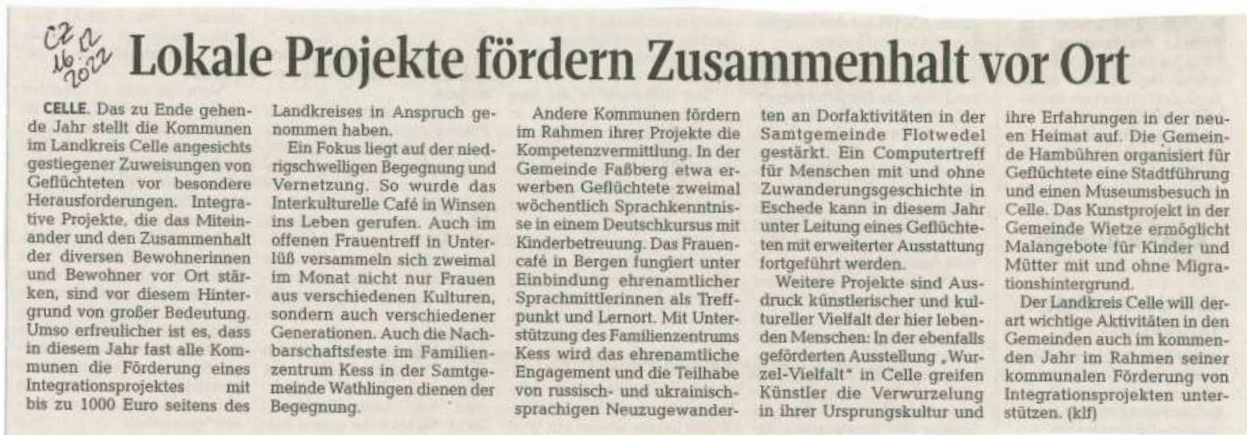 CZ
16.12.
2022
Lokale Projekte fördern Zusammenhalt vor Ort
CELLE. Das zu Ende gehen-
de Jahr stellt die Kommunen
im Landkreis Celle angesichts
gestiegener Zuweisungen von
Geflüchteten vor besondere
Herausforderungen. Integra-
tive Projekte, die das Mitein-
ander und den Zusammenhalt
der diversen Bewohnerinnen
und Bewohner vor Ort stär-
ken, sind vor diesem Hinter-
grund von großer Bedeutung.
Umso erfreulicher ist es, dass
in diesem Jahr fast alle Kom-
munen die Förderung eines
Integrationsprojektes mit
bis zu 1000 Euro seitens des
Landkreises in Anspruch ge-
nommen haben.
Ein Fokus liegt auf der nied-
rigschwelligen Begegnung und
Vernetzung. So wurde das
Interkulturelle Café in Winsen
ins Leben gerufen. Auch im
offenen Frauentreff in Unter-
lüß versammeln sich zweimal
im Monat nicht nur Frauen
aus verschiedenen Kulturen,
sondern auch verschiedener
Generationen. Auch die Nach-
barschaftsfeste im Familien-
zentrum Kess in der Samtge-
meinde Wathlingen dienen der
Begegnung.
Andere Kommunen fördern
im Rahmen ihrer Projekte die
Kompetenzvermittlung. In der
Gemeinde Faßberg etwa er-
werben Geflüchtete zweimal
wöchentlich Sprachkenntnis-
se in einem Deutschkursus mit
Kinderbetreuung. Das Frauen-
café in Bergen fungiert unter
Einbindung ehrenamtlicher
Sprachmittlerinnen als Treff-
punkt und Lernort. Mit Unter-
stützung des Familienzentrums
Kess wird das ehrenamtliche
Engagement und die Teilhabe
von russisch- und ukrainisch-
sprachigen Neuzugewander-
ten an Dorfaktivitäten in der
Samtgemeinde Flotwedel
gestärkt. Ein Computertreff
für Menschen mit und ohne
Zuwanderungsgeschichte in
Eschede kann in diesem Jahr
unter Leitung eines Geflüchte-
ten mit erweiterter Ausstattung
fortgeführt werden.
Weitere Projekte sind Aus-
druck künstlerischer und kul-
tureller Vielfalt der hier leben-
den Menschen: In der ebenfalls
geförderten Ausstellung „Wur-
zel-Vielfalt“ in Celle greifen
Künstler die Verwurzelung
in ihrer Ursprungskultur und
ihre Erfahrungen in der neu-
en Heimat auf. Die Gemein-
de Hambühren organisiert für
Geflüchtete eine Stadtführung
und einen Museumsbesuch in
Celle. Das Kunstprojekt in der
Gemeinde Wietze ermöglicht
Malangebote für Kinder und
Mütter mit und ohne Migra-
tionshintergrund.
Der Landkreis Celle will der-
art wichtige Aktivitäten in den
Gemeinden auch im kommen-
den Jahr im Rahmen seiner
kommunalen Förderung von
Integrationsprojekten unter-
stützen. (klf)